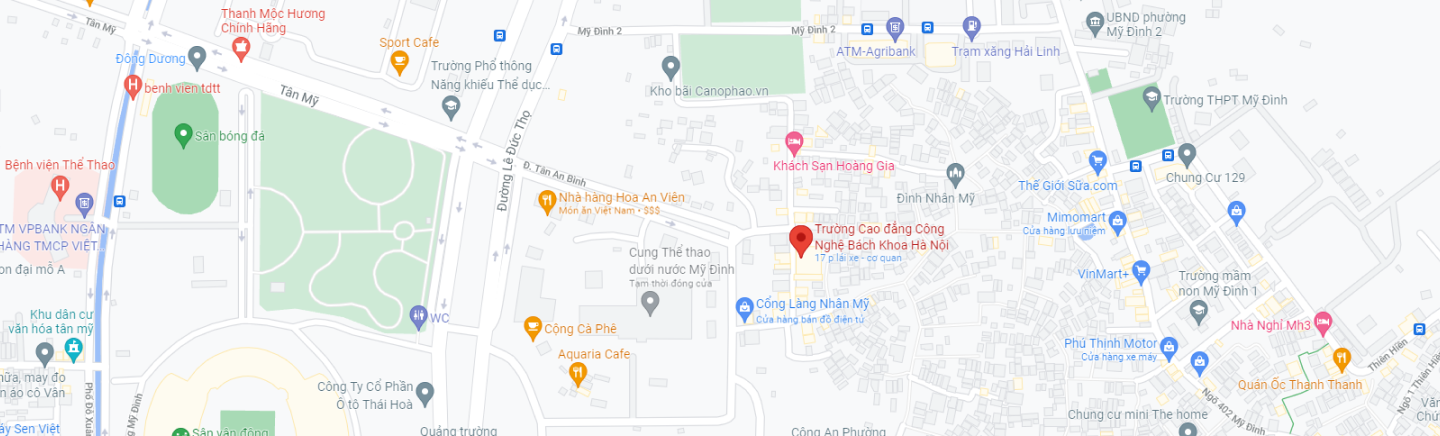 Thanh Mộc Hương
Chính Hãng
Tân Mỹ
Sport Cafe
Đông Dương
benh vien tdtt
Trường Phổ thông
Năng khiếu Thể dục...
Mỹ Đình 2
Mỹ Đình 2
ATM-Agribank
Trạm xăng Hải Linh
UBND phường
Mỹ Đình 2
Kho bãi Canophao vn
Trường THPT Mỹ Đình
Tân Mỹ
Sân bóng đá
Đường Lê Đức Thọ
Bệnh viện Thể Thao
Đ. Tân An Bình
Khách Sạn Hoàng Gia
Đình Nhân Mỹ
Thế Giới Sữa.com
Chung Cư 129
Nhà hàng Hoa An Viên
Món ăn Việt Nam • $$$
Mimomart
Cửa hàng lưu niệm
TM VPBANK NGÂN
HÀNG TMCP VIỆT...
on đại mô A
Trường Cao đẳng Công
Nghệ Bách Khoa Hà Nội
17 p lái xe - cơ quan
Cung Thể thao
dưới nước Mỹ Đình
Tạm thời đóng cửa
VinMart+
Trường mầm
non Mỹ Đình 1
Cổng Làng Nhân Mỹ
Cửa hàng bán đồ điện tử
Khu dân cư
văn hóa tân mỹ
WC
Cộng Cà Phê
Nhà Nghỉ Mh3
Phú Thịnh Motor
Cửa hàng xe máy
Aquaria Cafe
Thiên Hiền
Quán Ốc Thanh Thanh
hữa, may đo
n áo cô Vân
Công Ty Cổ Phần
Ô tô Thái Hoà
Phố Đỗ Xuân
Mỹ Đình
Ngõ 402 Mỹ Đình
Ngõ 1 Thiên Hiền
Chung cư mini The home
ấy Sen Việt
Sân vận động
Quảng trường
Công An Phường